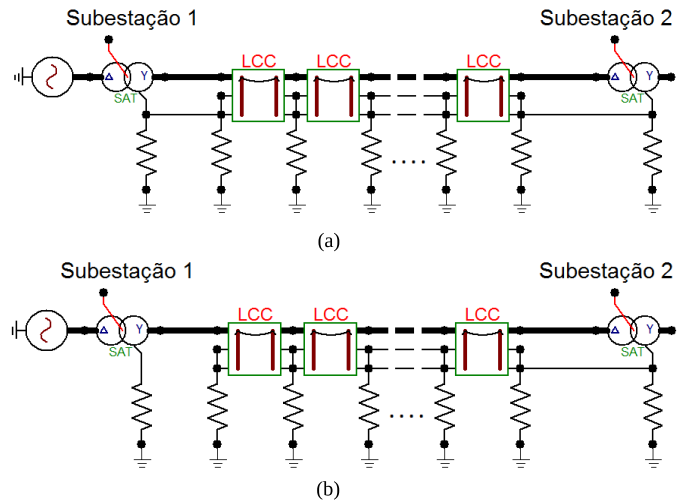 Subestação 1 Subestação 2
LCC LCC LCC
Δ Y Δ Y
SAT SAT
(a)
Subestação 1 Subestação 2
LCC LCC LCC
Δ Y Δ Y
SAT SAT
(b)